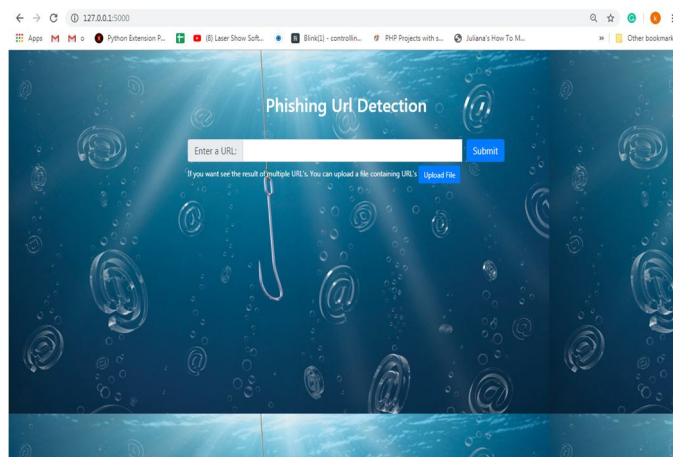 127.0.0.1:5000
Apps M M o Python Extension P... (8) Laser Show Soft... Blink(1) - controllin... PHP Projects with s... Juliana's How To M... » Other bookmark
Phishing Url Detection
Enter a URL: Submit
If you want see the result of multiple URL's. You can upload a file containing URL's Upload File